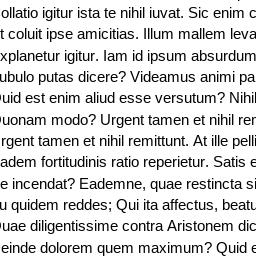 ollatio igitur ista te nihil iuvat. Sic enim c
t coluit ipse amicitias. Illum mallem leva
xplanetur igitur. Iam id ipsum absurdum
ubulo putas dicere? Videamus animi pa
uid est enim aliud esse versutum? Nihil
uonam modo? Urgent tamen et nihil rem
rgent tamen et nihil remittunt. At ille pelli
adem fortitudinis ratio reperietur. Satis e
e incendat? Eademne, quae restincta si
u quidem reddes; Qui ita affectus, beatu
uae diligentissime contra Aristonem dic
einde dolorem quem maximum? Quid e